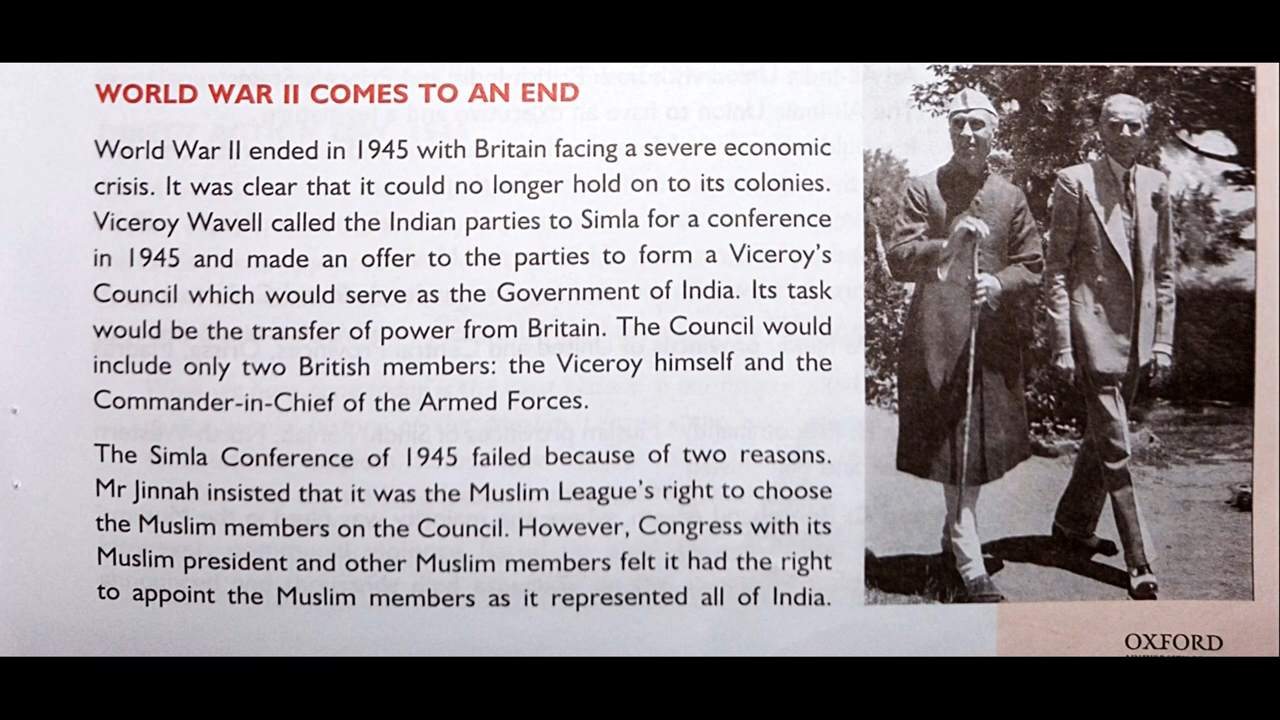 WORLD WAR II COMES TO AN END
World War II ended in 1945 with Britain facing a severe economic
crisis. It was clear that it could no longer hold on to its colonies.
Viceroy Wavell called the Indian parties to Simla for a conference
in 1945 and made an offer to the parties to form a Viceroy's
Council which would serve as the Government of India. Its task
would be the transfer of power from Britain. The Council would
include only two British members: the Viceroy himself and the
Commander-in-Chief of the Armed Forces.
The Simla Conference of 1945 failed because of two reasons.
Mr Jinnah insisted that it was the Muslim League's right to choose
the Muslim members on the Council. However, Congress with its
Muslim president and other Muslim members felt it had the right
to appoint the Muslim members as it represented all of India.
OXFORD